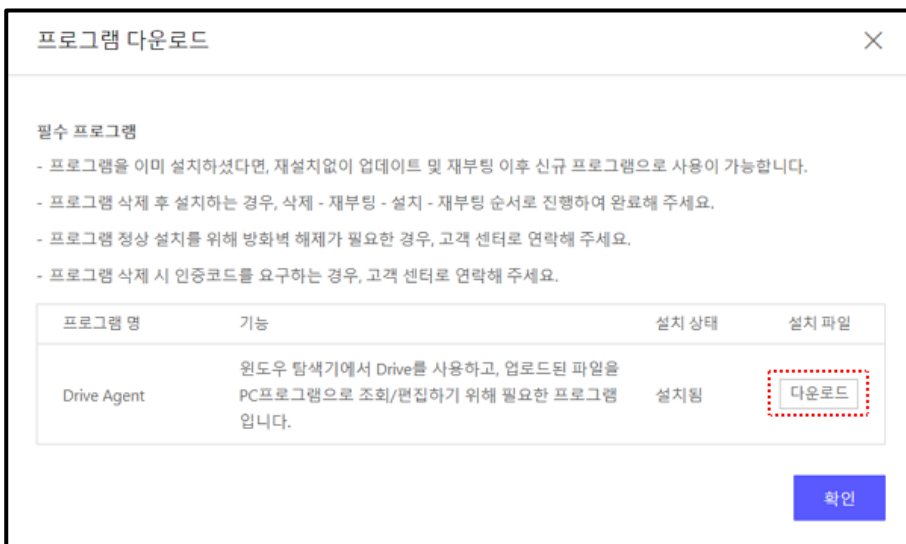 프로그램 다운로드
필수 프로그램
- 프로그램을 이미 설치하셨다면, 재설치없이 업데이트 및 재부팅 이후 신규 프로그램으로 사용이 가능합니다.
- 프로그램 삭제 후 설치하는 경우, 삭제 - 재부팅 - 설치 - 재부팅 순서로 진행하여 완료해 주세요.
- 프로그램 정상 설치를 위해 방화벽 해제가 필요한 경우, 고객 센터로 연락해 주세요.
- 프로그램 삭제 시 인증코드를 요구하는 경우, 고객 센터로 연락해 주세요.
프로그램 명 기능 설치 상태 설치 파일
윈도우 탐색기에서 Drive를 사용하고, 업로드된 파일을
Drive Agent PC프로그램으로 조회/편집하기 위해 필요한 프로그램 설치됨 다운로드
입니다.
확인